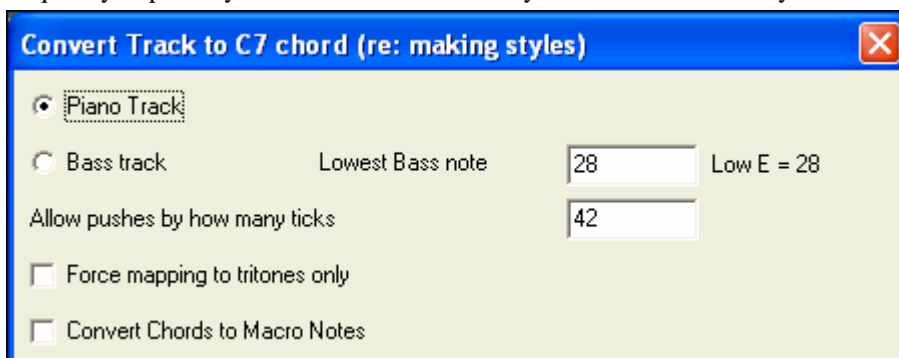 Convert Track to C7 chord (re: making styles)
Piano Track
Bass track Lowest Bass note 28 Low E = 28
Allow pushes by how many ticks 42
Force mapping to tritones only
Convert Chords to Macro Notes